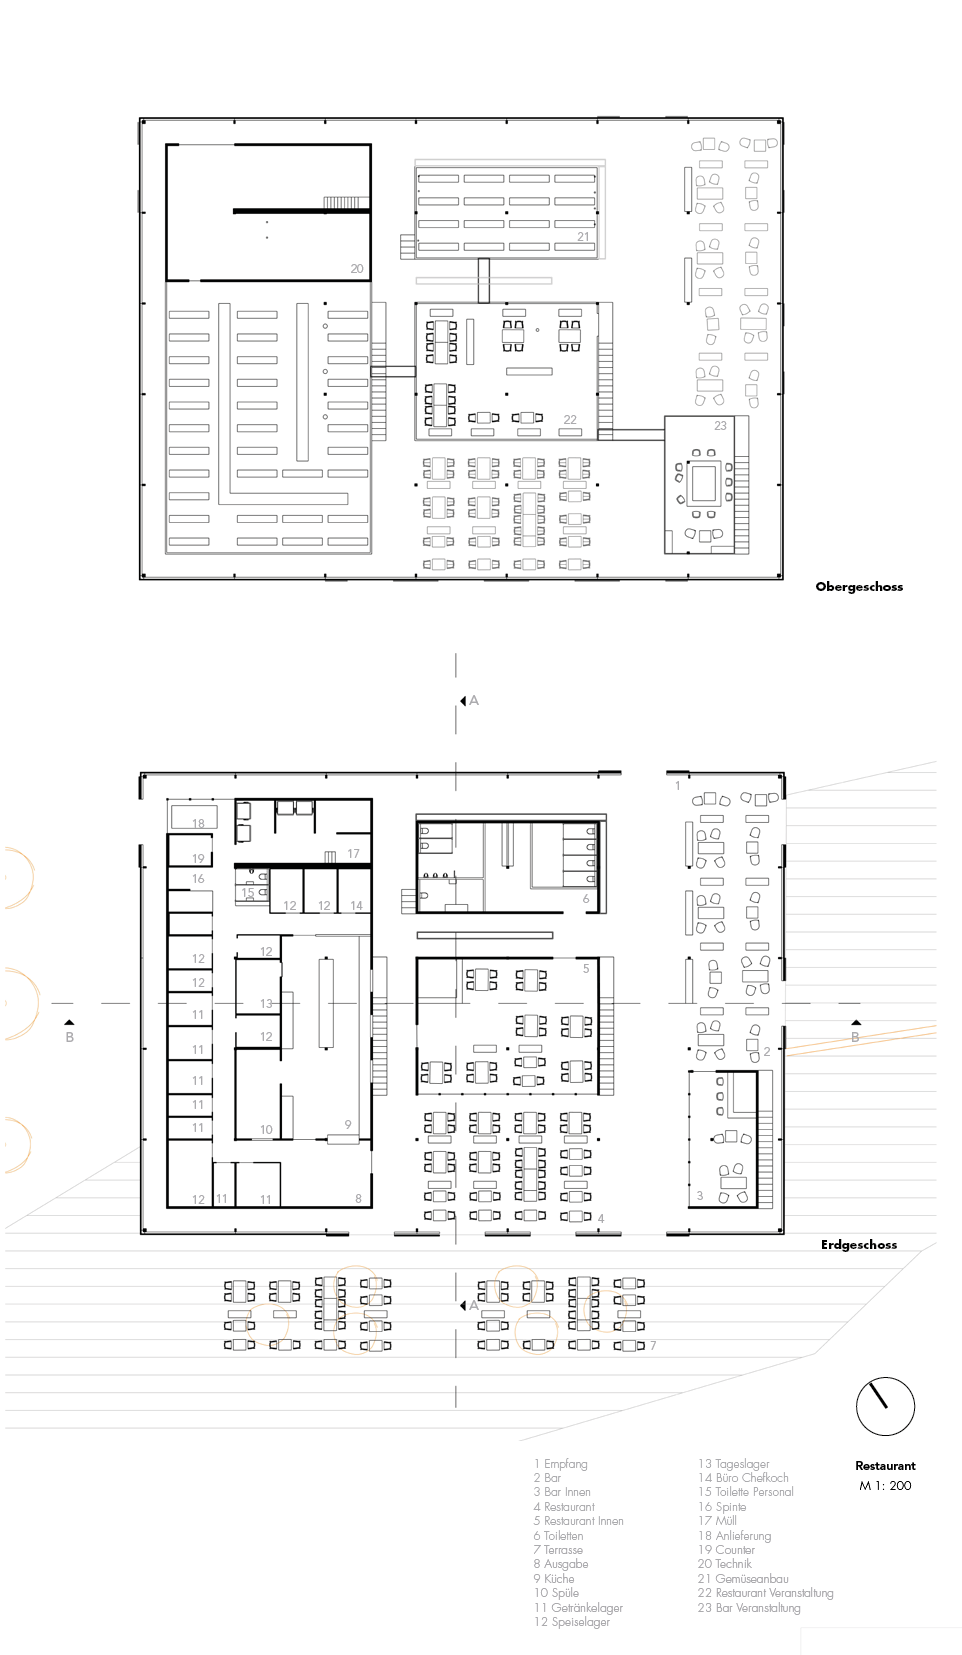 21
20
22
23
Obergeschoss
A
1
18
17
19
16
15
12
12
14
6
12
12
5
12
13
11
B
12
B
11
2
11
11
10
9
11
12
11
11
8
3
4
Erdgeschoss
A
7
1 Empfang
2 Bar
3 Bar Innen
4 Restaurant
5 Restaurant Innen
6 Toiletten
7 Terrasse
8 Ausgabe
9 Küche
10 Spüle
11 Getränkelager
12 Speiselager
13 Tageslager
14 Büro Chefkoch
15 Toilette Personal
16 Spinte
17 Müll
18 Anlieferung
19 Counter
20 Technik
21 Gemüseanbau
22 Restaurant Veranstaltung
23 Bar Veranstaltung
Restaurant
M 1: 200